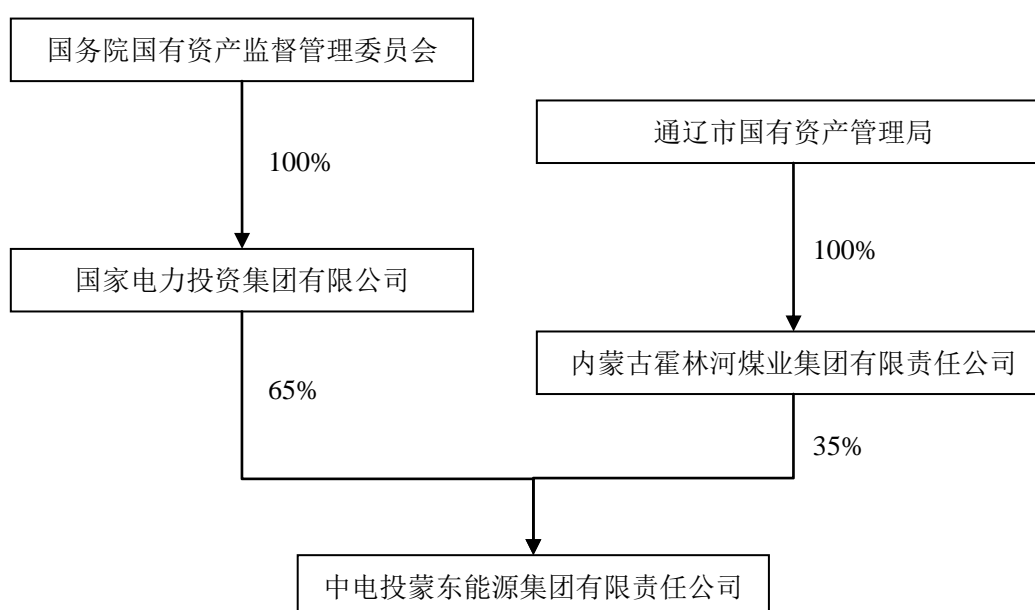 国务院国有资产监督管理委员会
通辽市国有资产管理局
100%
100%
国家电力投资集团有限公司
内蒙古霍林河煤业集团有限责任公司
65%
35%
中电投蒙东能源集团有限责任公司